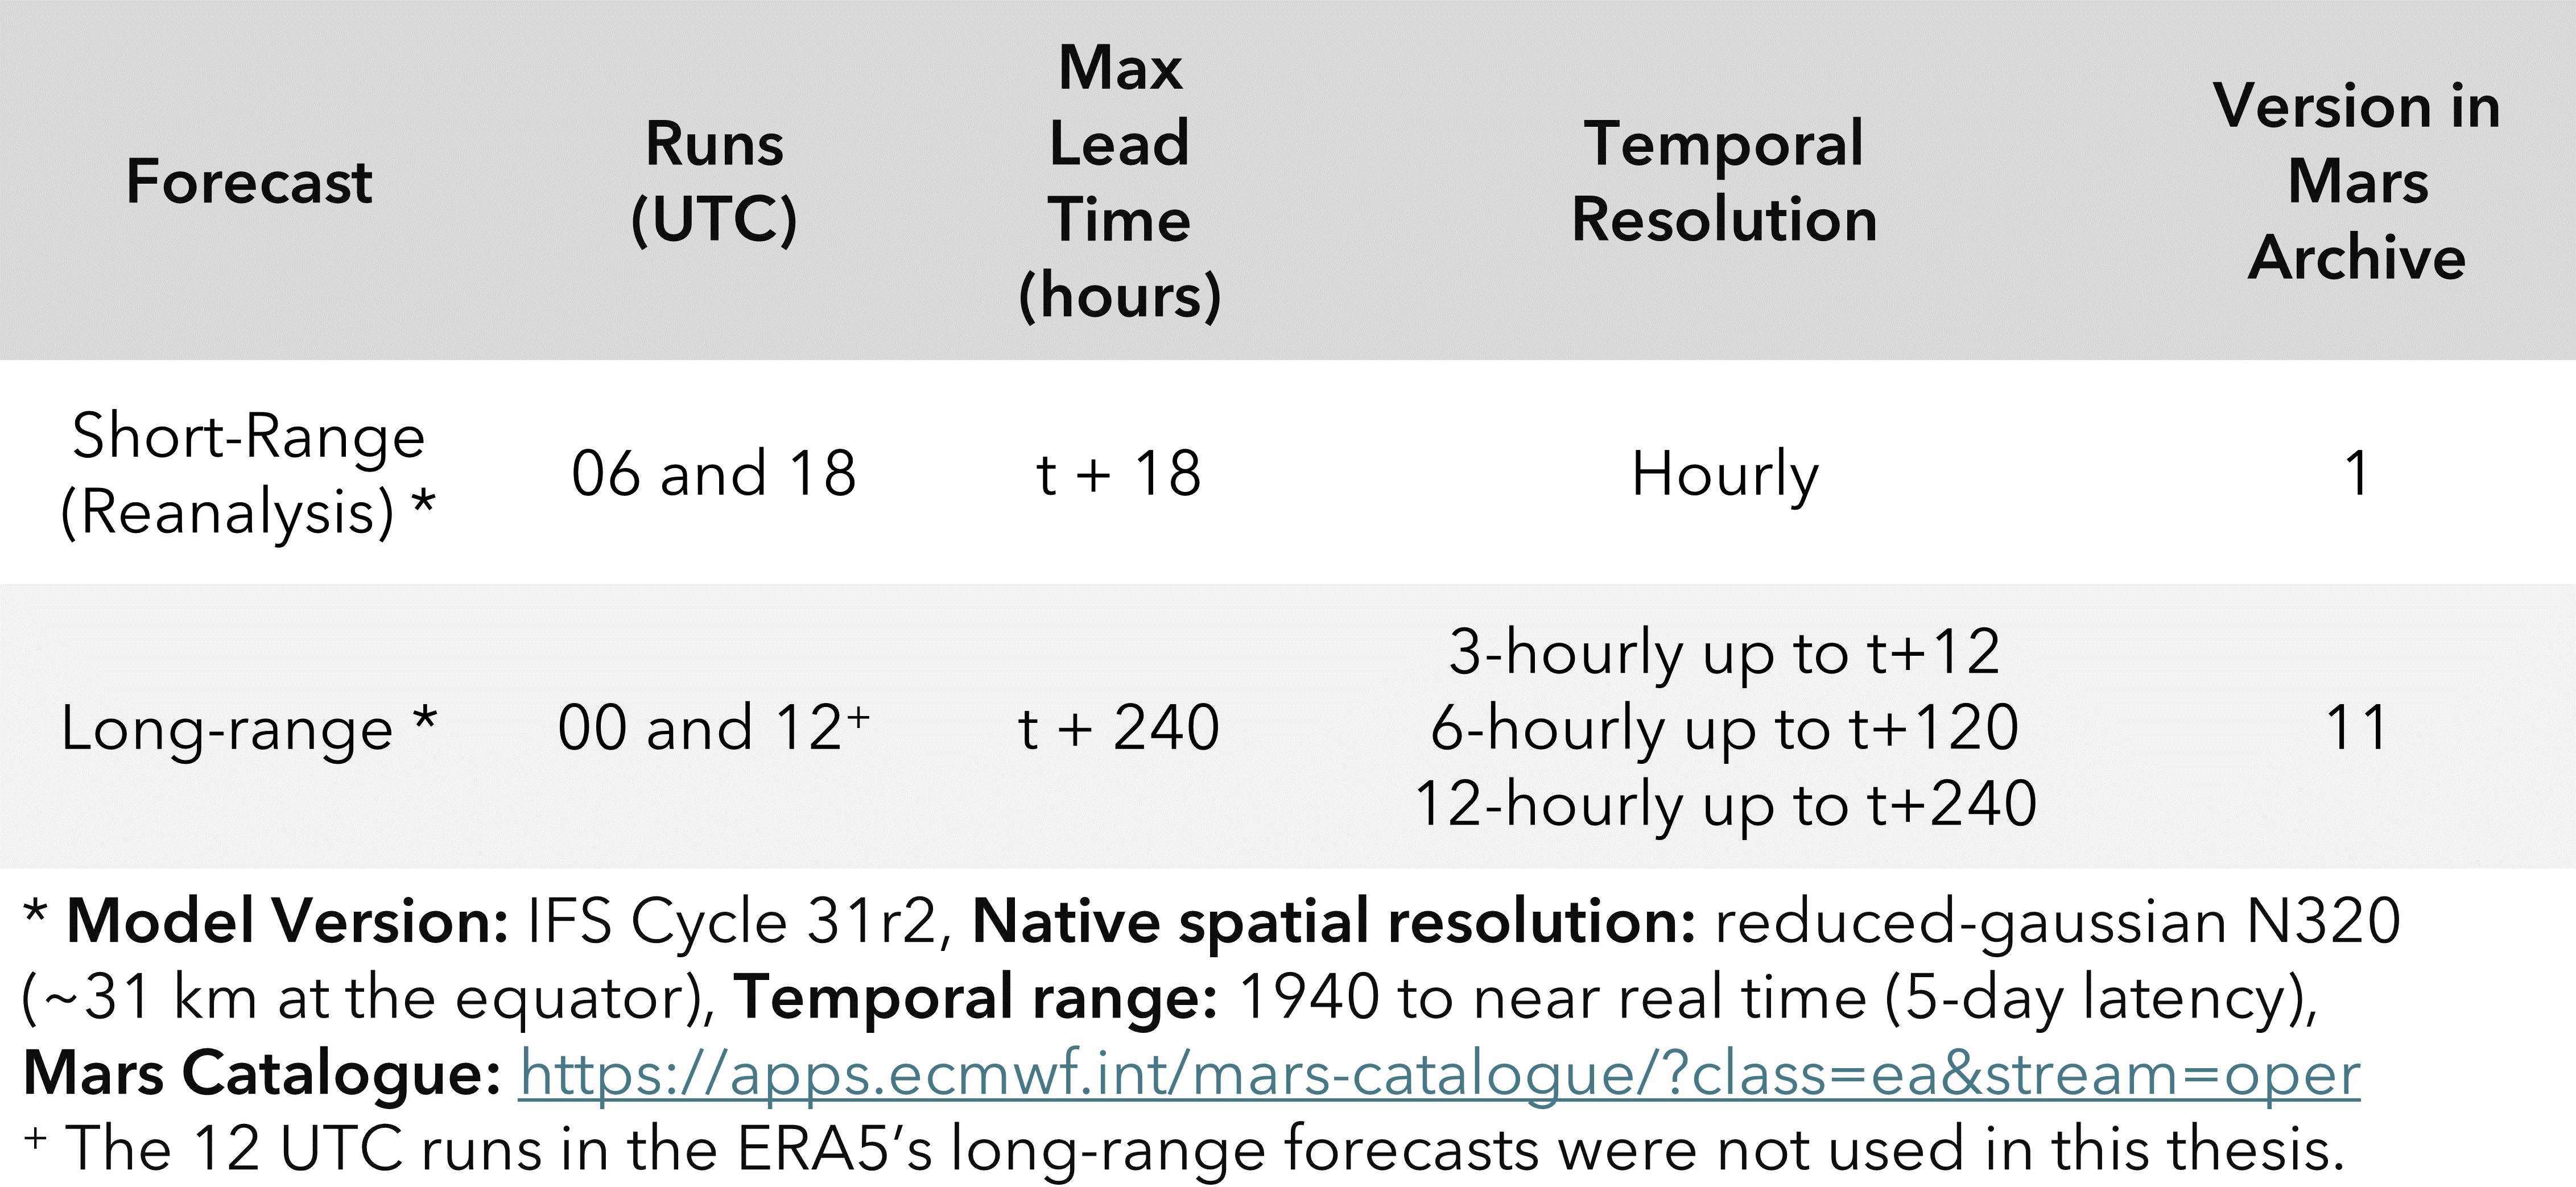 Forecast
Runs
(UTC)
Max
Lead
Time
(hours)
Temporal
Resolution
Version in
Mars
Archive
Short-Range
(Reanalysis) *
06 and 18
t + 18
Hourly
1
Long-range *
00 and 12⁺
t + 240
3-hourly up to t+12
6-hourly up to t+120
12-hourly up to t+240
11
* Model Version: IFS Cycle 31r2, Native spatial resolution: reduced-gaussian N320
(~31 km at the equator), Temporal range: 1940 to near real time (5-day latency),
Mars Catalogue: https://apps.ecmwf.int/mars-catalogue/?class=ea&stream=oper
⁺ The 12 UTC runs in the ERA5’s long-range forecasts were not used in this thesis.